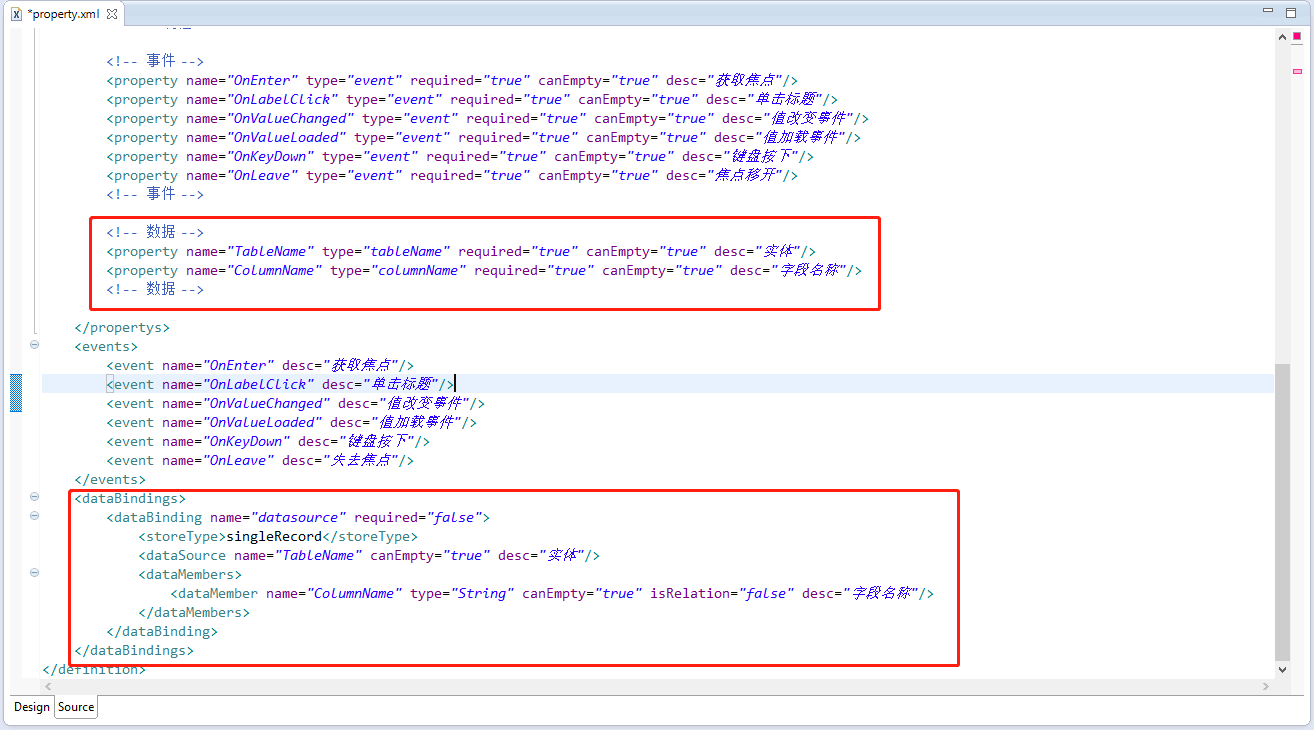 *property.xml
<!-- 事件 -->
<property name="OnEnter" type="event" required="true" canEmpty="true" desc="获取焦点"/>
<property name="OnLabelClick" type="event" required="true" canEmpty="true" desc="单击标题"/>
<property name="OnValueChanged" type="event" required="true" canEmpty="true" desc="值改变事件"/>
<property name="OnValueLoaded" type="event" required="true" canEmpty="true" desc="值加载事件"/>
<property name="OnKeyDown" type="event" required="true" canEmpty="true" desc="键盘按下"/>
<property name="OnLeave" type="event" required="true" canEmpty="true" desc="焦点移开"/>
<!-- 事件 -->
<!-- 数据 -->
<property name="TableName" type="tableName" required="true" canEmpty="true" desc="实体"/>
<property name="ColumnName" type="columnName" required="true" canEmpty="true" desc="字段名称"/>
<!-- 数据 -->
</propertys>
<events>
<event name="OnEnter" desc="获取焦点"/>
<event name="OnLabelClick" desc="单击标题"/>
<event name="OnValueChanged" desc="值改变事件"/>
<event name="OnValueLoaded" desc="值加载事件"/>
<event name="OnKeyDown" desc="键盘按下"/>
<event name="OnLeave" desc="失去焦点"/>
</events>
<dataBindings>
<dataBinding name="datasource" required="false">
<storeType>singleRecord</storeType>
<dataSource name="TableName" canEmpty="true" desc="实体"/>
<dataMembers>
<dataMember name="ColumnName" type="String" canEmpty="true" isRelation="false" desc="字段名称"/>
</dataMembers>
</dataBinding>
</dataBindings>
</definition>
Design Source